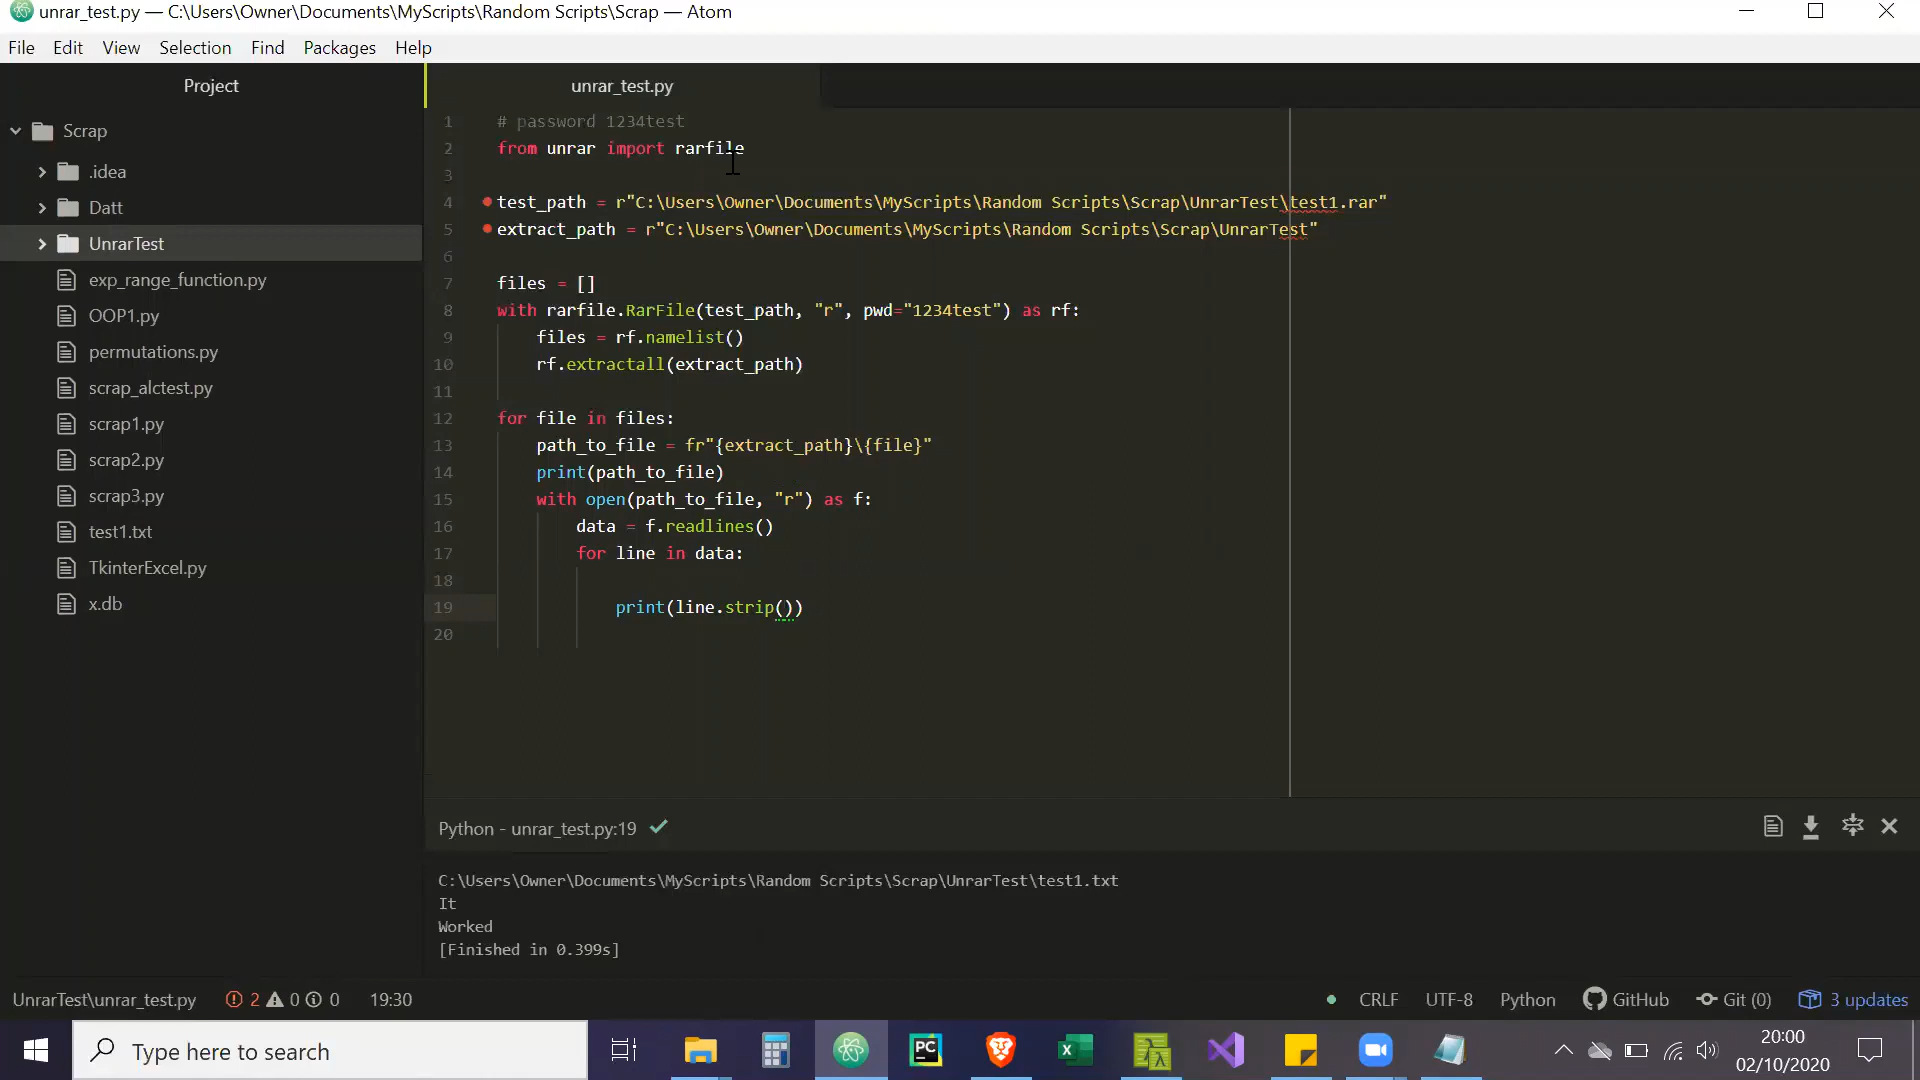 unrar_test.py — C:\Users\Owner\Documents\MyScripts\Random Scripts\Scrap — Atom
File Edit View Selection Find Packages Help
Project
unrar_test.py
Scrap
.idea
Datt
UnrarTest
exp_range_function.py
OOP1.py
permutations.py
scrap_alctest.py
scrap1.py
scrap2.py
scrap3.py
test1.txt
TkinterExcel.py
x.db
1 # password 1234test
2 from unrar import rarfile
3
4 test_path = r"C:\Users\Owner\Documents\MyScripts\Random Scripts\Scrap\UnrarTest\test1.rar"
5 extract_path = r"C:\Users\Owner\Documents\MyScripts\Random Scripts\Scrap\UnrarTest"
6
7 files = []
8 with rarfile.RarFile(test_path, "r", pwd="1234test") as rf:
9 files = rf.namelist()
10 rf.extractall(extract_path)
11
12 for file in files:
13 path_to_file = fr"{extract_path}\{file}"
14 print(path_to_file)
15 with open(path_to_file, "r") as f:
16 data = f.readlines()
17 for line in data:
18
19 print(line.strip())
20
Python - unrar_test.py:19
C:\Users\Owner\Documents\MyScripts\Random Scripts\Scrap\UnrarTest\test1.txt
It
Worked
[Finished in 0.399s]
UnrarTest\unrar_test.py 2 0 0 19:30 CRLF UTF-8 Python GitHub Git (0) 3 updates
Type here to search
PC
20:00
02/10/2020